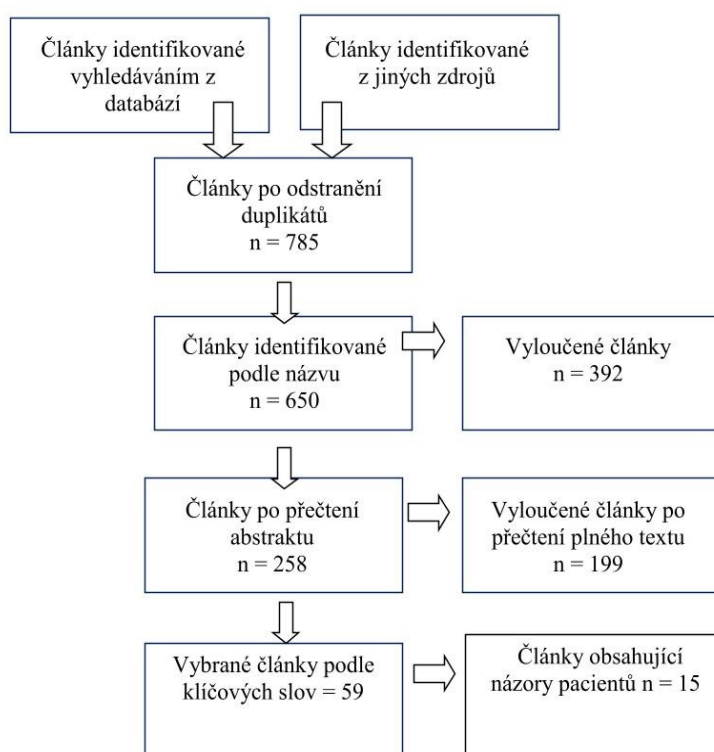 Články identifikované
vyhledáváním z
databází
Články identifikované
z jiných zdrojů
Články po odstranění
duplikátů
n = 785
Články identifikované
podle názvu
n = 650
Vyloučené články
n = 392
Články po přečtení
abstraktu
n = 258
Vyloučené články po
přečtení plného textu
n = 199
Vybrané články podle
klíčových slov = 59
Články obsahující
názory pacientů n = 15